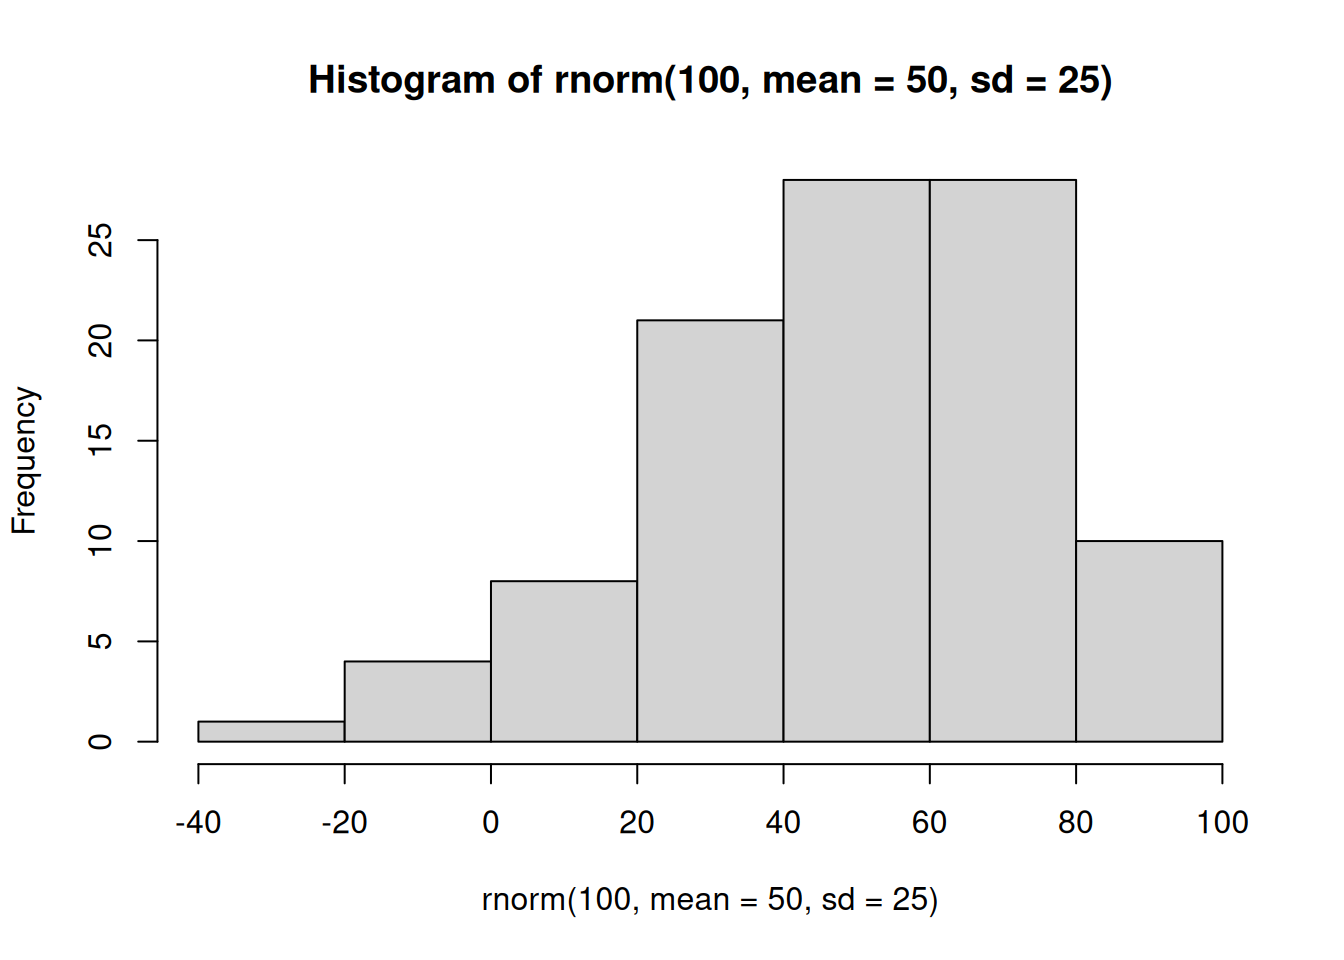 Histogram of rnorm(100, mean = 50, sd = 25)
Frequency
25
20
15
10
5
0
-40 -20 0 20 40 60 80 100
rnorm(100, mean = 50, sd = 25)